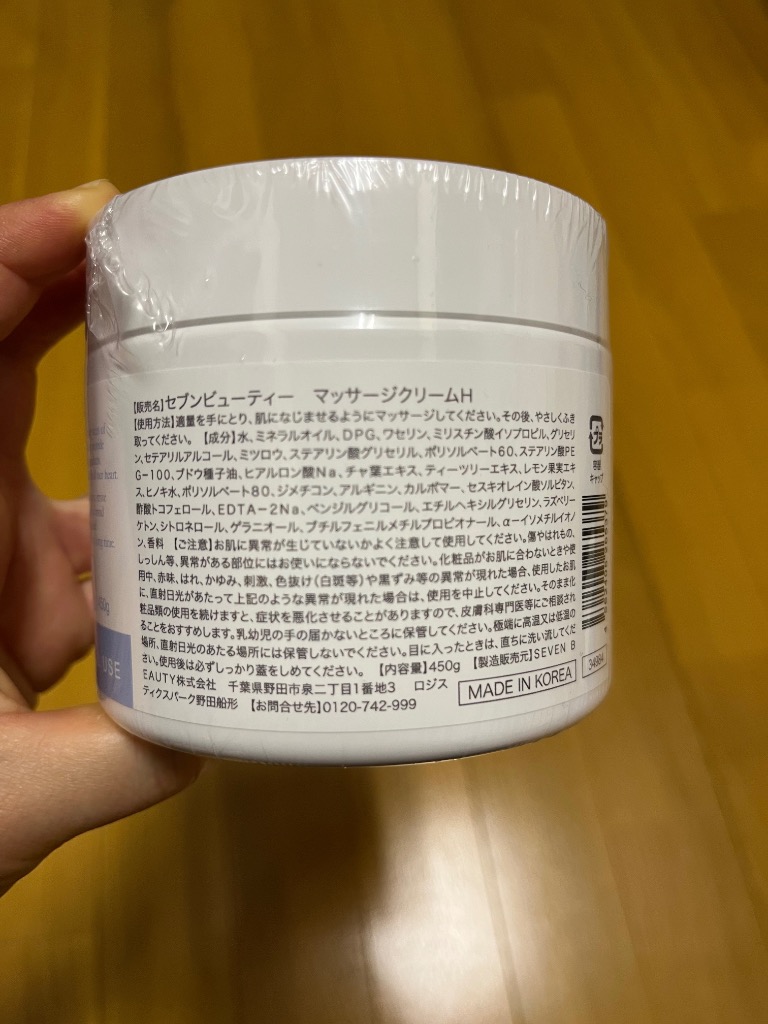 【販売名】セブンビューティー マッサージクリームH
【使用方法】適量を手にとり、肌になじませるようにマッサージしてください。その後、やさしくふき
取ってください。 【成分】水、ミネラルオイル、DPG、ワセリン、ミリスチン酸イソプロピル、グリセリ
ン、セテアリルアルコール、ミツロウ、ステアリン酸グリセリル、ポリソルベート60、ステアリン酸PE
G-100、ブドウ種子油、ヒアルロン酸Na、チャ葉エキス、ティーツリーエキス、レモン果実エキ
ス、ヒノキ水、ポリソルベート80、ジメチコン、アルギニン、カルボマー、セスキオレイン酸ソルビタン、
酢酸トコフェロール、EDTA-2Na、ベンジルグリコール、エチルヘキシルグリセリン、ラズベリー
ケトン、シトロネロール、ゲラニオール、ブチルフェニルメチルプロピオナール、α-イソメチルイオノ
ン、香料 【ご注意】お肌に異常が生じていないかよく注意して使用してください。傷やはれもの、
しっしん等、異常がある部位にはお使いにならないでください。化粧品がお肌に合わないときや使
用中、赤味、はれ、かゆみ、刺激、色抜け(白斑等)や黒ずみ等の異常が現れた場合、使用したお肌
に、直射日光があたって上記のような異常が現れた場合は、使用を中止してください。そのまま化
粧品類の使用を続けますと、症状を悪化させることがありますので、皮膚科専門医等にご相談され
ることをおすすめします。乳幼児の手の届かないところに保管してください。極端に高温又は低温の
場所、直射日光のあたる場所には保管しないでください。目に入ったときは、直ちに洗い流してくだ
さい。使用後は必ずしっかり蓋をしめてください。 【内容量】450g 【製造販売元】SEVEN B
EAUTY株式会社 千葉県野田市泉二丁目1番地3 ロジス
ティクスパーク野田船形 【お問合せ先】0120-742-999
MADE IN KOREA
プラ
容器
キャップ
USE